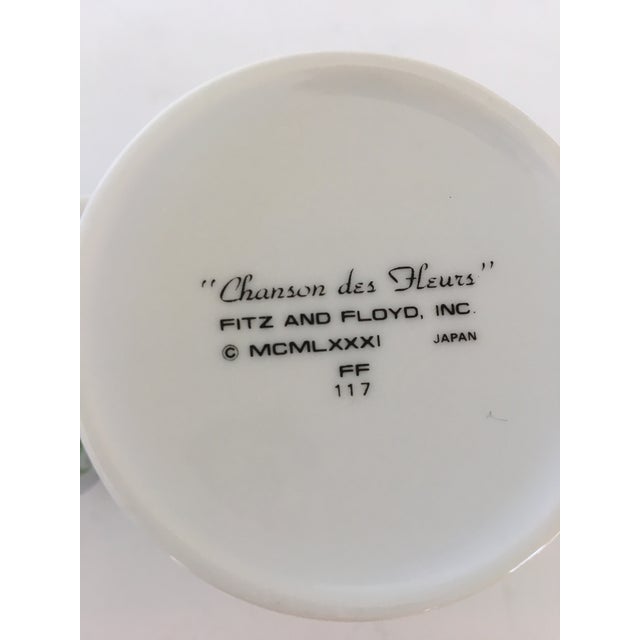 "Chanson des Fleurs"
FITZ AND FLOYD, INC.
© MCMLXXXI JAPAN
FF
117